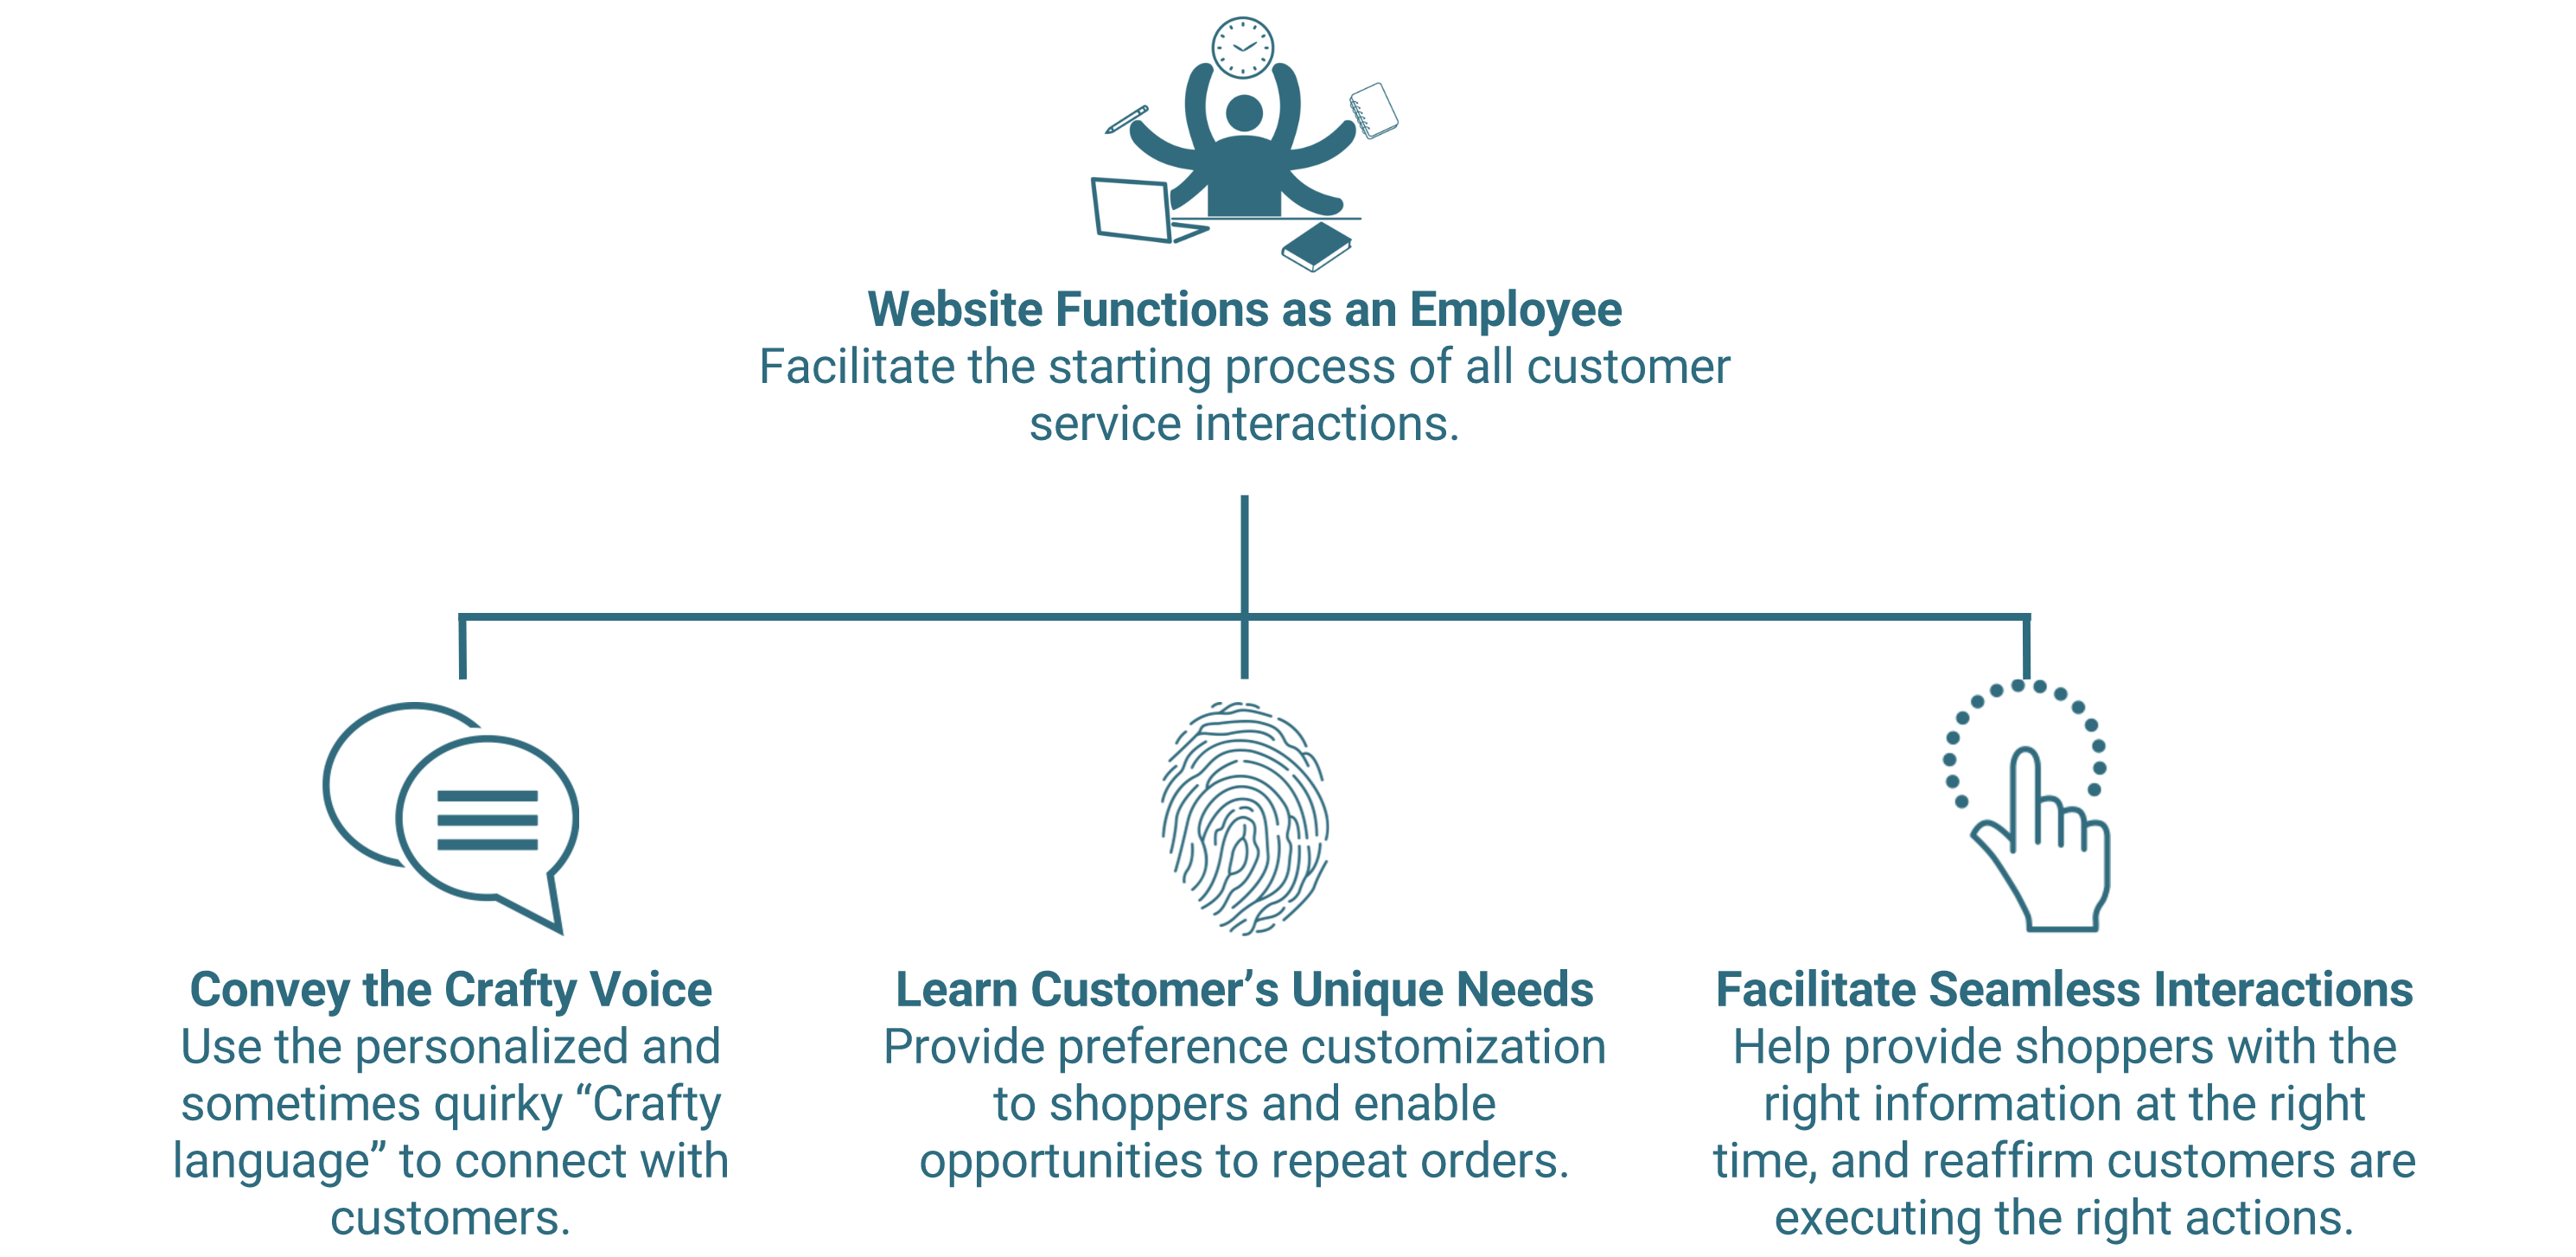 Website Functions as an Employee
Facilitate the starting process of all customer
service interactions.
Convey the Crafty Voice
Use the personalized and
sometimes quirky “Crafty
language” to connect with
customers.
Learn Customer’s Unique Needs
Provide preference customization
to shoppers and enable
opportunities to repeat orders.
Facilitate Seamless Interactions
Help provide shoppers with the
right information at the right
time, and reaffirm customers are
executing the right actions.